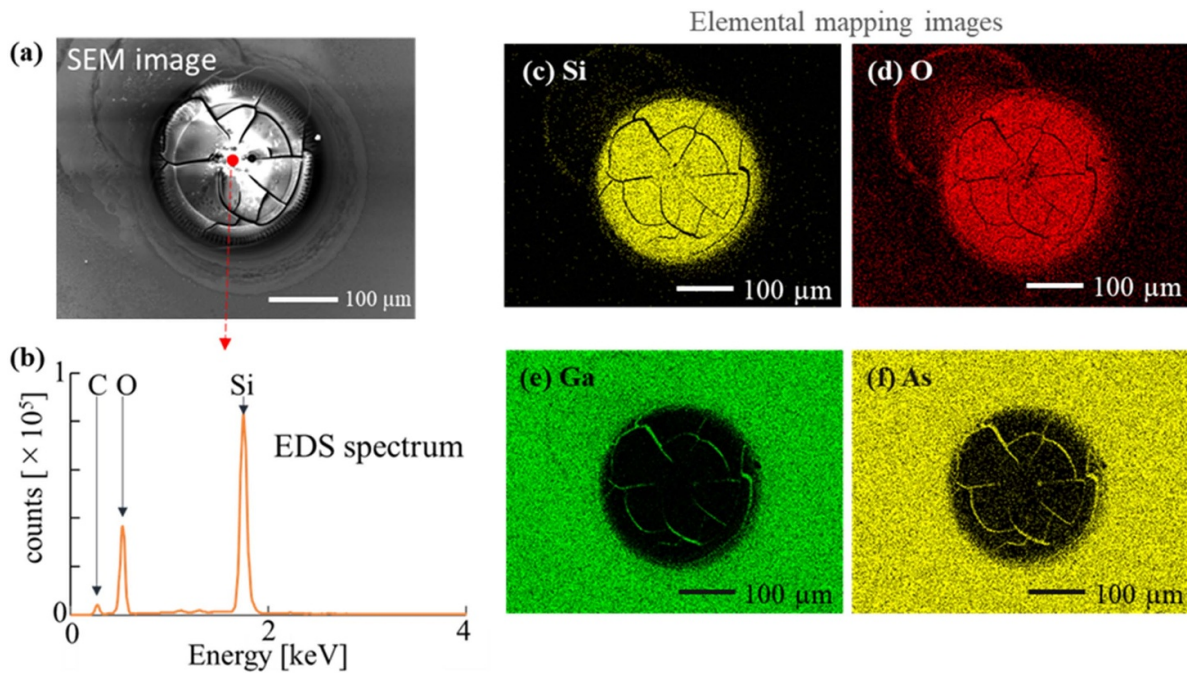 Elemental mapping images
(a)
SEM image
100 µm
(c) Si
100 µm
(d) O
100 µm
(b)
1
C O Si
EDS spectrum
counts [ × 10⁵]
0
0 2 4
Energy [keV]
(e) Ga
100 µm
(f) As
100 µm